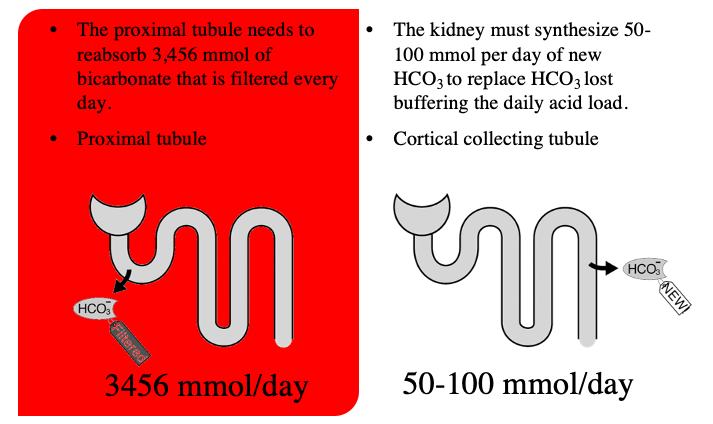 • The proximal tubule needs to
reabsorb 3,456 mmol of
bicarbonate that is filtered every
day.
• Proximal tubule
HCO₃⁻
Filtered
3456 mmol/day
• The kidney must synthesize 50-
100 mmol per day of new
HCO₃ to replace HCO₃ lost
buffering the daily acid load.
• Cortical collecting tubule
HCO₃⁻
NEW!
50-100 mmol/day